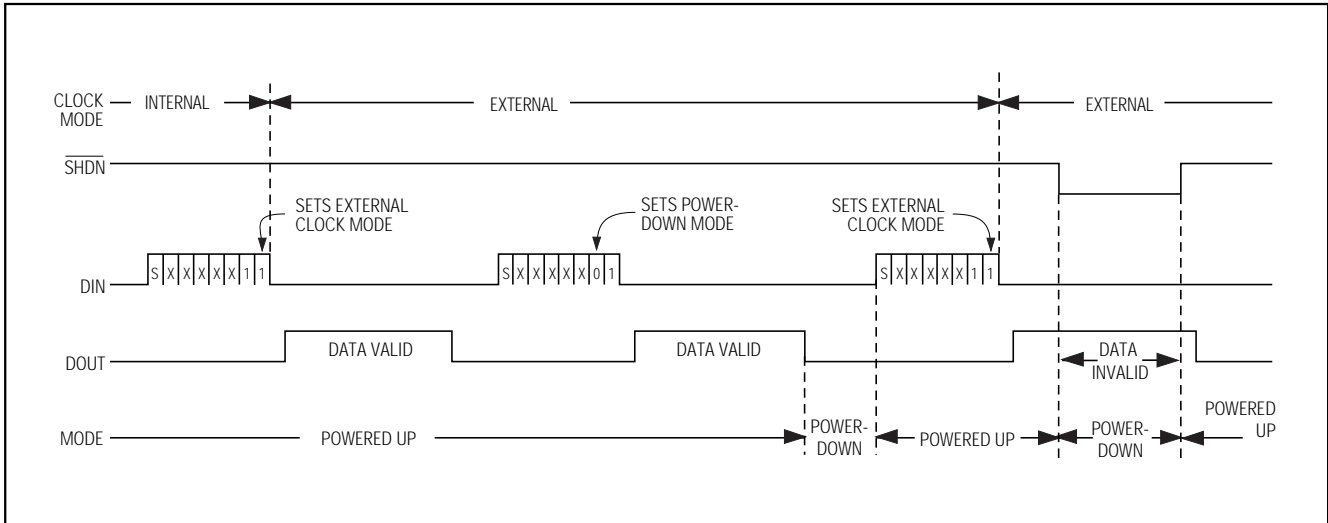 CLOCK
MODE
INTERNAL
EXTERNAL
EXTERNAL
SHDN
SETS EXTERNAL
CLOCK MODE
SETS POWER-
DOWN MODE
SETS EXTERNAL
CLOCK MODE
DIN
S X X X X X 1 1
S X X X X X 0 1
S X X X X X 1 1
DOUT
DATA VALID
DATA VALID
DATA
INVALID
MODE
POWERED UP
POWER-
DOWN
POWERED UP
POWER-
DOWN
POWERED
UP